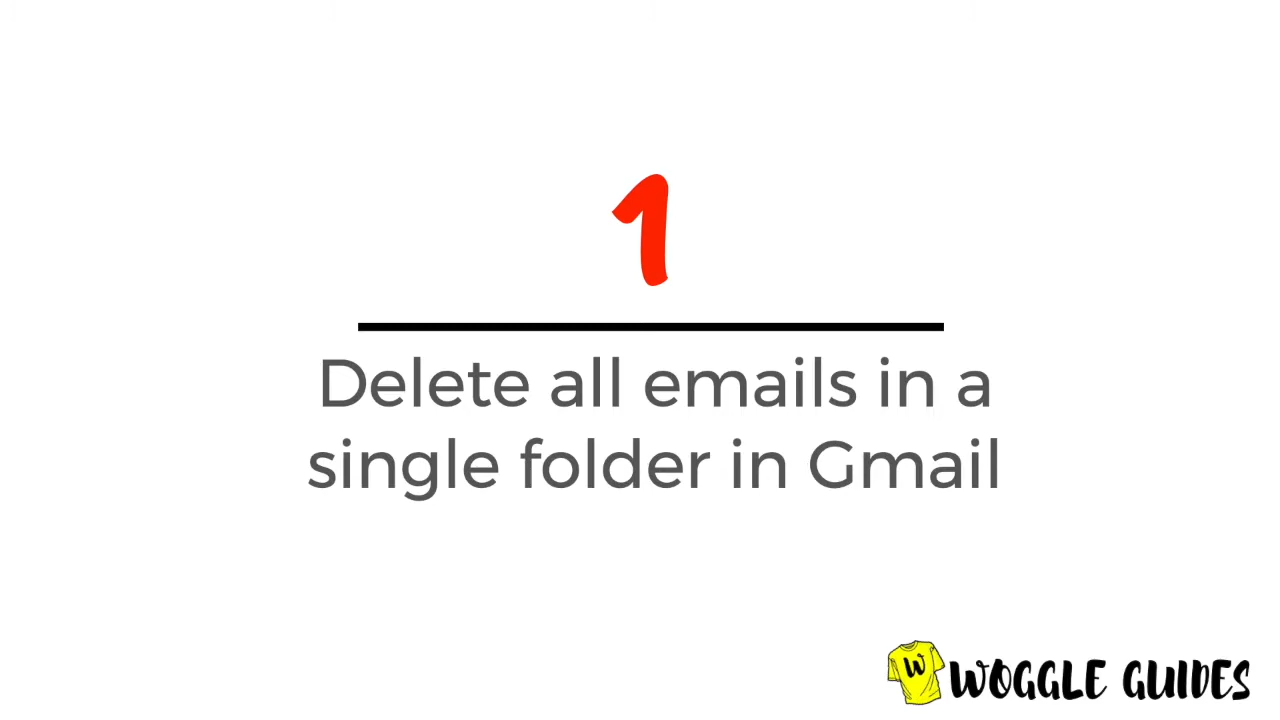 1
Delete all emails in a
single folder in Gmail
W
WOGGLE GUIDES